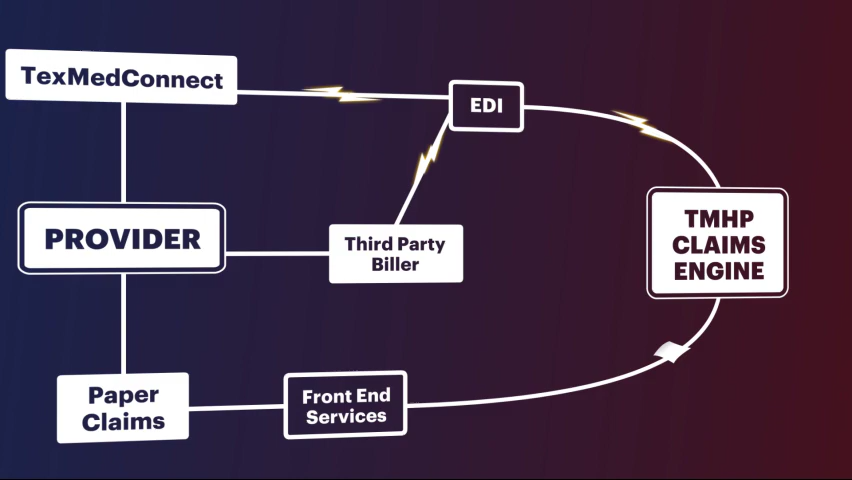 TexMedConnect
EDI
PROVIDER
Third Party
Biller
TMHP
CLAIMS
ENGINE
Paper
Claims
Front End
Services